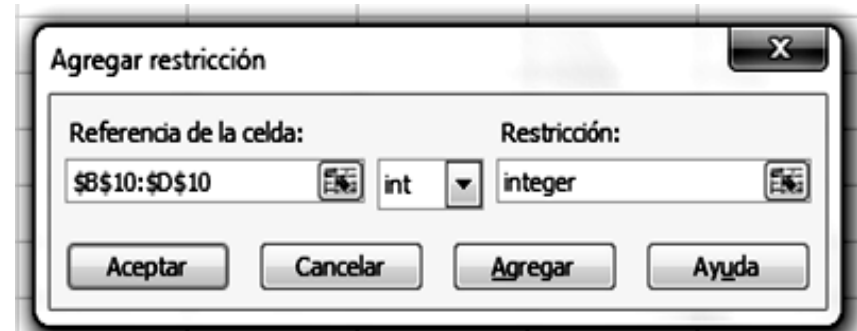 Agregar restricción
X
Referencia de la celda: Restricción:
$B$10:$D$10 int integer
Aceptar Cancelar Agregar Ayuda